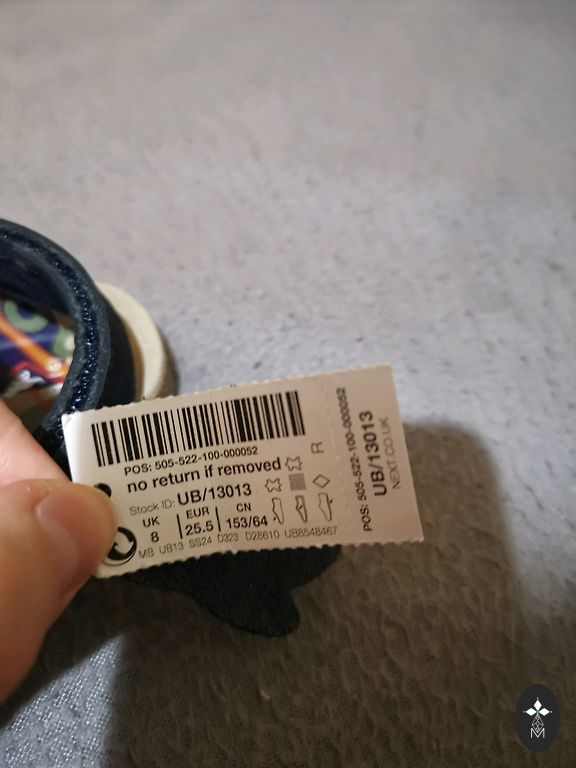 POS: 505-522-100-000052
no return if removed
R
Stock ID: UB/13013
UK EUR CN
8 25.5 153/64
MB UB13 SS24 D323 D28610 UB8548467
POS: 505-522-100-000052
UB/13013
NEXT.CO.UK
M